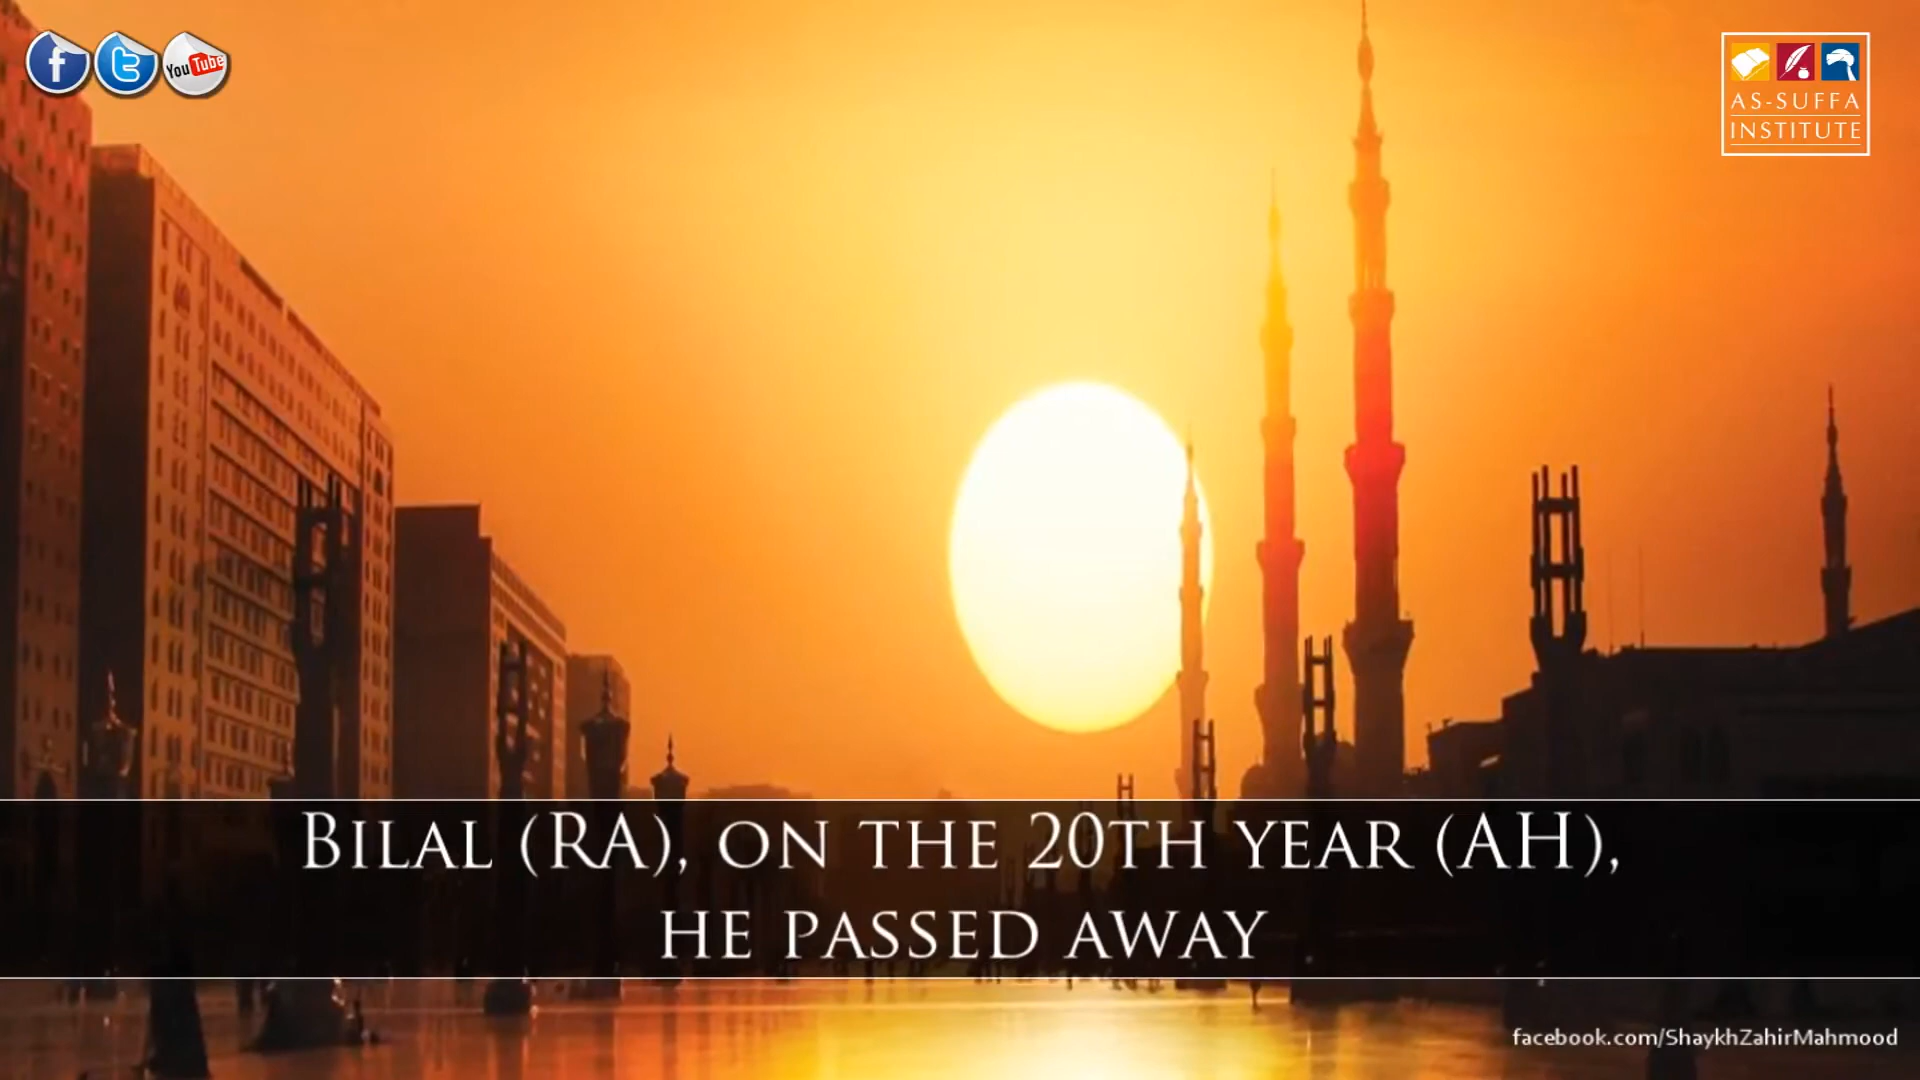 f
t
You Tube
AS-SUFFA
INSTITUTE
BILAL (RA), ON THE 20TH YEAR (AH),
HE PASSED AWAY
facebook.com/ShaykhZahirMahmood